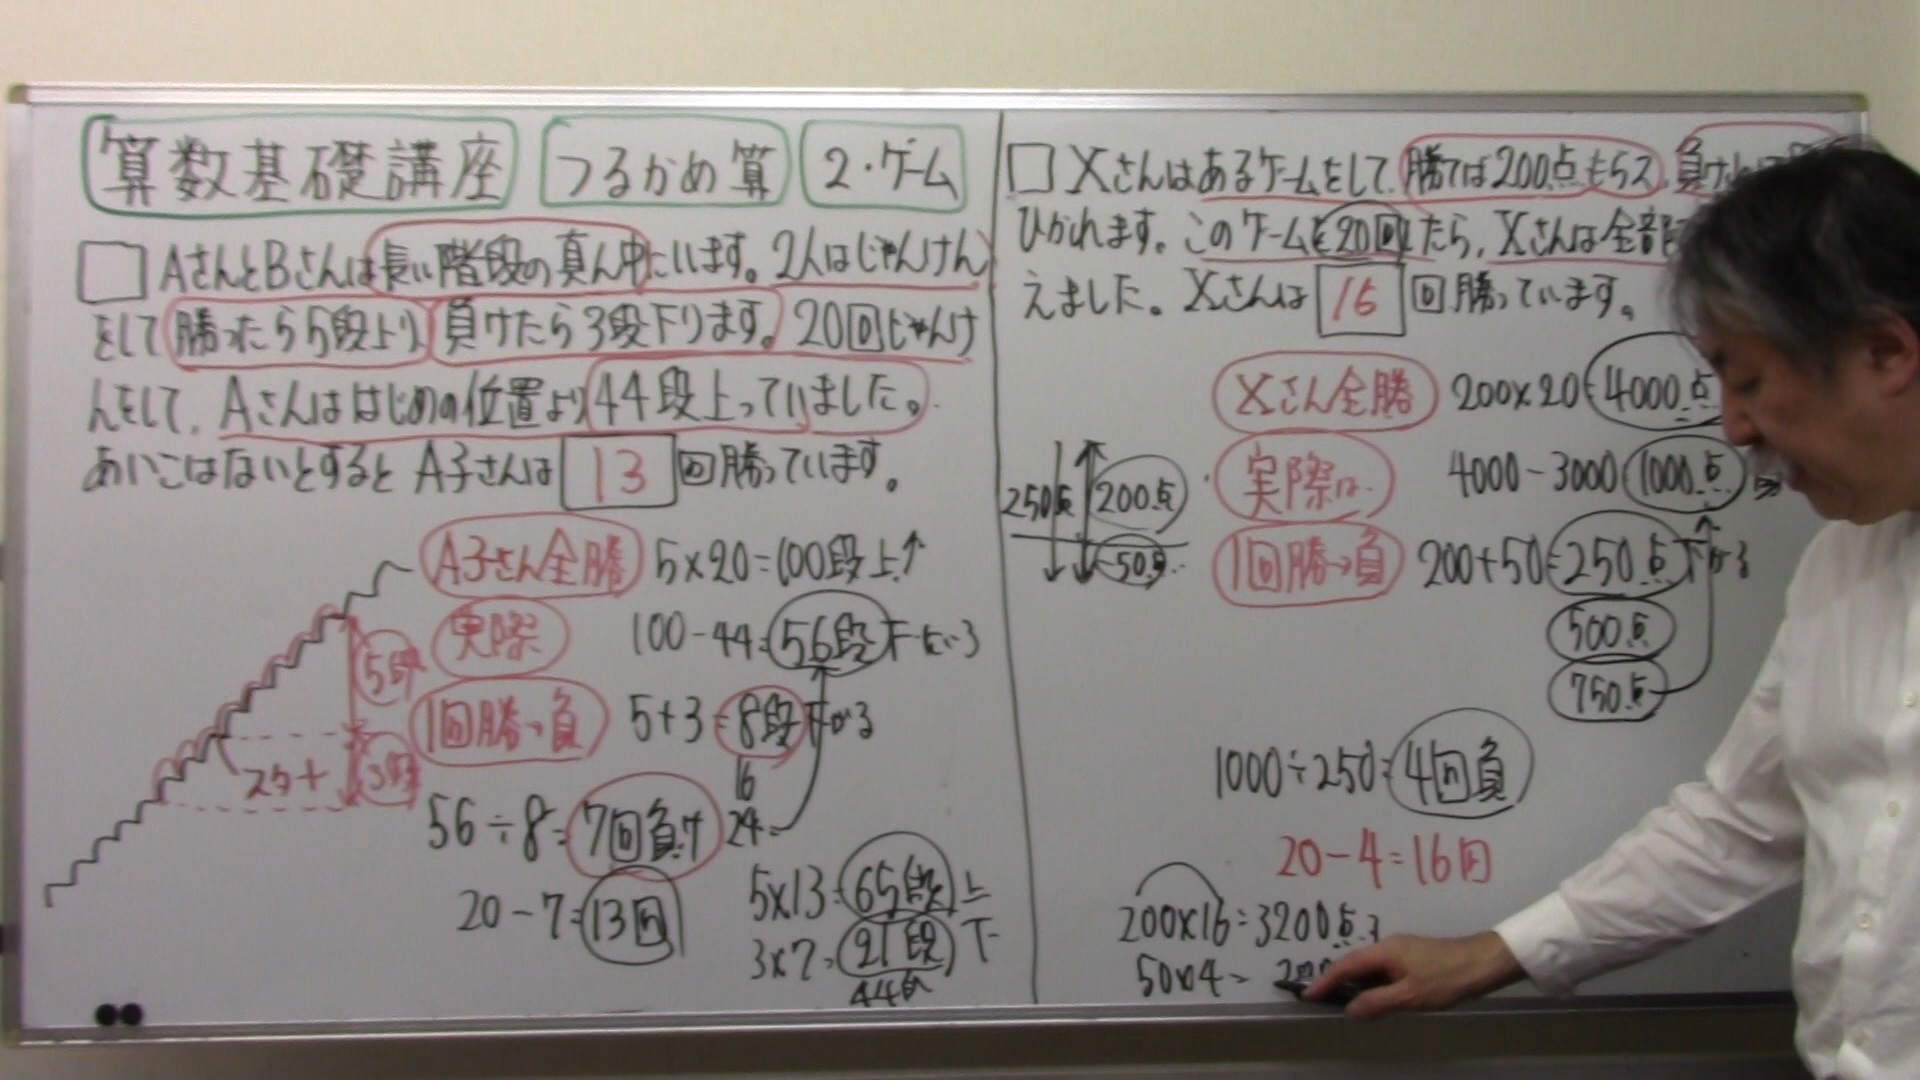 算数基礎講座 つるかめ算 2・ゲーム
□ AさんとBさんは長い階段の真ん中にいます。2人はじゃんけん
をして勝ったら5段上り、負けたら3段下ります。20回じゃんけ
んをして、Aさんははじめの位置より44段上っていました。
あいこはないとすると A子さんは 13 回勝っています。
A子さん全勝 5×20=100段上↑
実際 100-44=56段下
1回勝→負 5+3=8段下がる
16
24
56÷8=7回負け
20-7=13回
5×13=65段上
3×7=21段下
44段
56段
スタート
□ Xさんはあるゲームをして、勝てば200点もらえ、負け
ひかれます。このゲームを20回したら、Xさんは全部
えました。Xさんは 16 回勝っています。
Xさん全勝 200×20=4000点
実際は 4000-3000 1000点
1回勝→負 200+50=250点下がる
500点
750点
250点 200点
50点
1000÷250=4回負
20-4=16回
200×16=3200点
50×4=